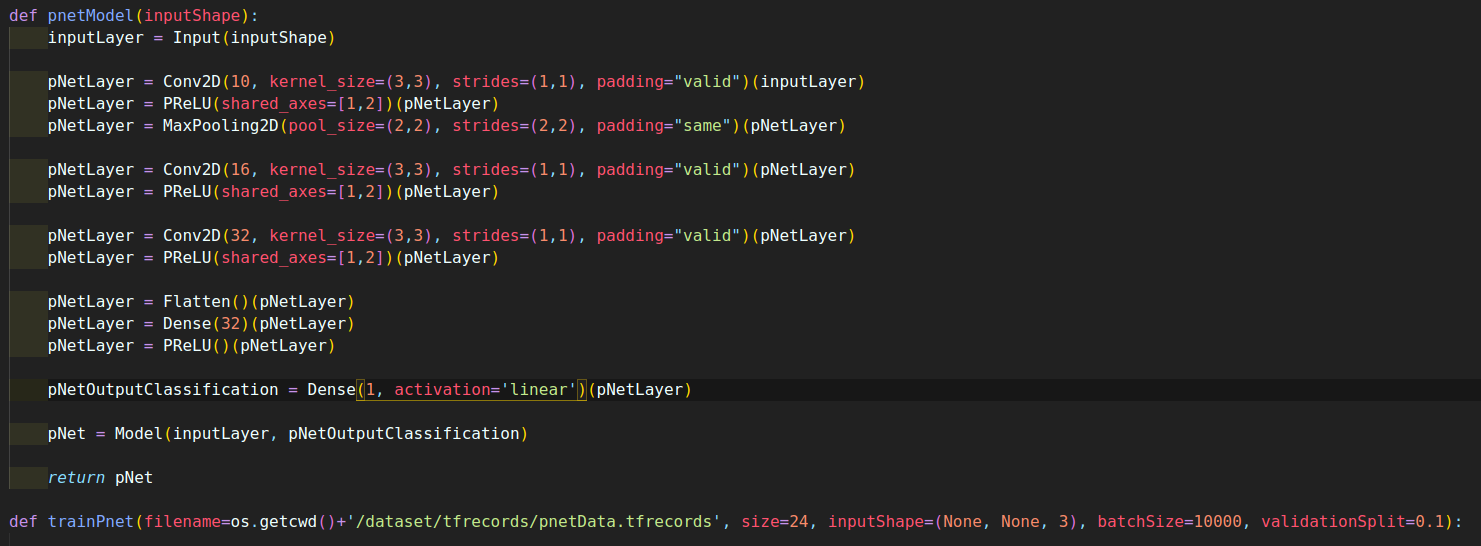 def pnetModel(inputShape):
    inputLayer = Input(inputShape)
    pNetLayer = Conv2D(10, kernel_size=(3,3), strides=(1,1), padding="valid")(inputLayer)
    pNetLayer = PReLU(shared_axes=[1,2])(pNetLayer)
    pNetLayer = MaxPooling2D(pool_size=(2,2), strides=(2,2), padding="same")(pNetLayer)
    pNetLayer = Conv2D(16, kernel_size=(3,3), strides=(1,1), padding="valid")(pNetLayer)
    pNetLayer = PReLU(shared_axes=[1,2])(pNetLayer)
    pNetLayer = Conv2D(32, kernel_size=(3,3), strides=(1,1), padding="valid")(pNetLayer)
    pNetLayer = PReLU(shared_axes=[1,2])(pNetLayer)
    pNetLayer = Flatten()(pNetLayer)
    pNetLayer = Dense(32)(pNetLayer)
    pNetLayer = PReLU()(pNetLayer)
    pNetOutputClassification = Dense(1, activation='linear')(pNetLayer)
    pNet = Model(inputLayer, pNetOutputClassification)
    return pNet
def trainPnet(filename=os.getcwd()+'/dataset/tfrecords/pnetData.tfrecords', size=24, inputShape=(None, None, 3), batchSize=10000, validationSplit=0.1):